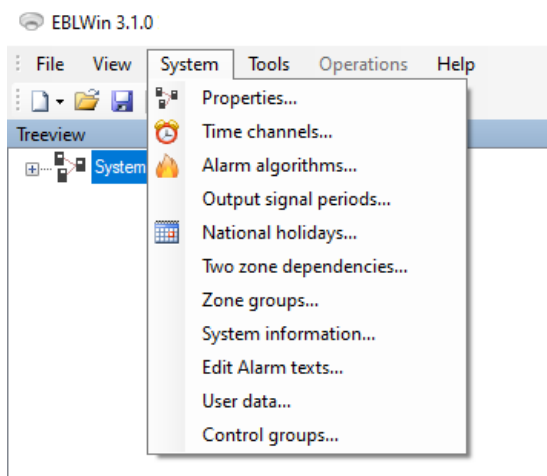 EBLWin 3.1.0
File View System Tools Operations Help
Properties...
Treeview
Time channels...
System
Alarm algorithms...
Output signal periods...
National holidays...
Two zone dependencies...
Zone groups...
System information...
Edit Alarm texts...
User data...
Control groups...